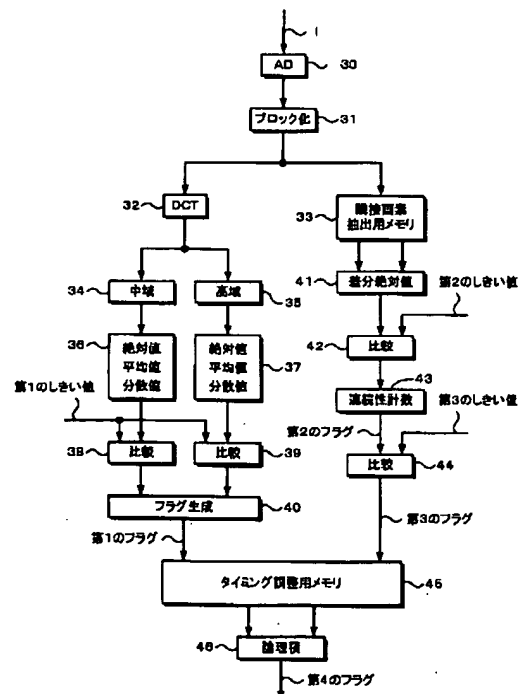 1
AD 30
ブロック化 31
32 DCT
33 隣接画素
抽出用メモリ
34 中域
高域 35
41 差分絶対値
第2のしきい値
36 絶対値
平均値
分散値
絶対値
平均値
分散値 37
42 比較
第1のしきい値
43
連続性計数
第2のフラグ
第3のしきい値
38 比較
比較 39
比較 44
フラグ生成 40
第1のフラグ
第3のフラグ
タイミング調整用メモリ 45
46 論理積
第4のフラグ